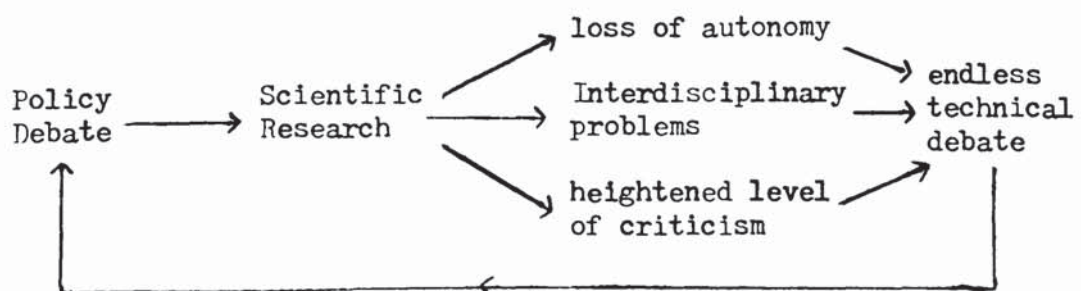 Policy
Debate
Scientific
Research
loss of autonomy
Interdisciplinary
problems
heightened level
of criticism
endless
technical
debate